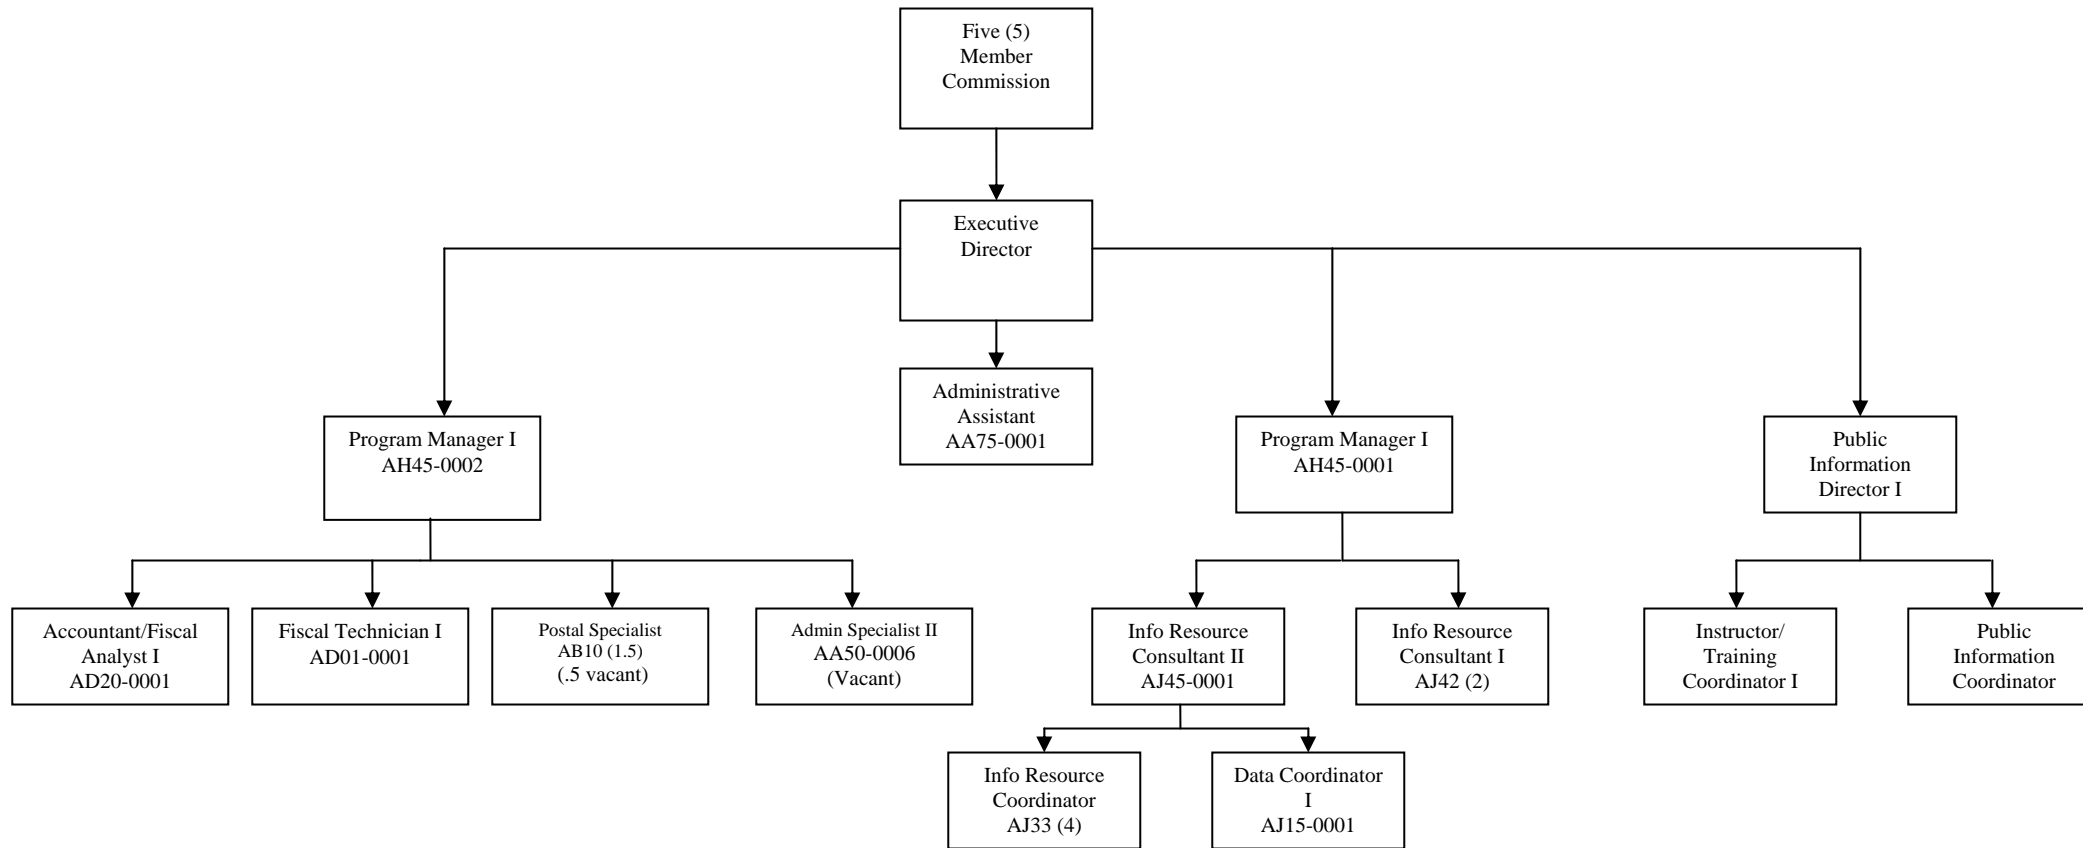 Five (5)
Member
Commission
Executive
Director
Administrative
Assistant
AA75-0001
Program Manager I
AH45-0002
Program Manager I
AH45-0001
Public
Information
Director I
Accountant/Fiscal
Analyst I
AD20-0001
Fiscal Technician I
AD01-0001
Postal Specialist
AB10 (1.5)
(.5 vacant)
Admin Specialist II
AA50-0006
(Vacant)
Info Resource
Consultant II
AJ45-0001
Info Resource
Consultant I
AJ42 (2)
Instructor/
Training
Coordinator I
Public
Information
Coordinator
Info Resource
Coordinator
AJ33 (4)
Data Coordinator
I
AJ15-0001